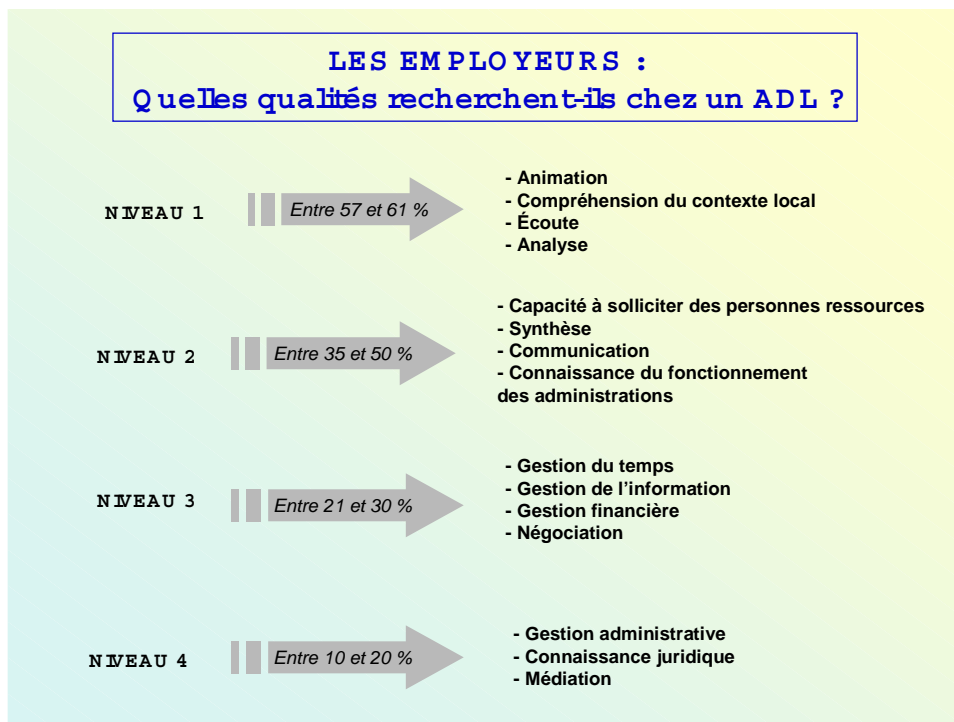 LES EMPLOYEURS :
Quelles qualités recherchent-ils chez un ADL ?
NIVEAU 1
Entre 57 et 61 %
- Animation
- Compréhension du contexte local
- Écoute
- Analyse
NIVEAU 2
Entre 35 et 50 %
- Capacité à solliciter des personnes ressources
- Synthèse
- Communication
- Connaissance du fonctionnement
des administrations
NIVEAU 3
Entre 21 et 30 %
- Gestion du temps
- Gestion de l’information
- Gestion financière
- Négociation
NIVEAU 4
Entre 10 et 20 %
- Gestion administrative
- Connaissance juridique
- Médiation